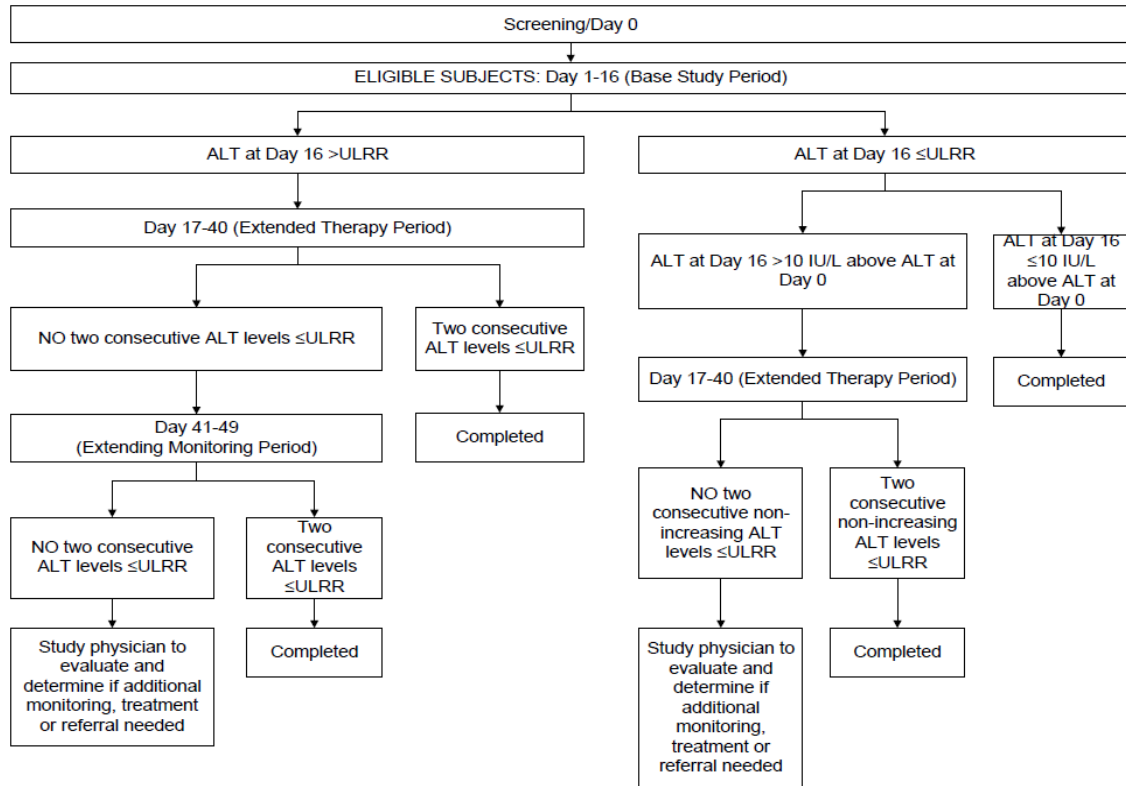 Screening/Day 0
ELIGIBLE SUBJECTS: Day 1-16 (Base Study Period)
ALT at Day 16 >ULRR
ALT at Day 16 ≤ULRR
Day 17-40 (Extended Therapy Period)
ALT at Day 16 >10 IU/L above ALT at
Day 0
ALT at Day 16
≤10 IU/L
above ALT at
Day 0
NO two consecutive ALT levels ≤ULRR
Two consecutive
ALT levels ≤ULRR
Day 17-40 (Extended Therapy Period)
Completed
Day 41-49
(Extending Monitoring Period)
Completed
NO two
consecutive non-
increasing ALT
levels ≤ULRR
Two
consecutive
non-increasing
ALT levels
≤ULRR
NO two consecutive
ALT levels ≤ULRR
Two
consecutive
ALT levels
≤ULRR
Study physician to
evaluate and
determine if additional
monitoring, treatment
or referral needed
Completed
Study physician to
evaluate and
determine if
additional
monitoring,
treatment or
referral needed
Completed